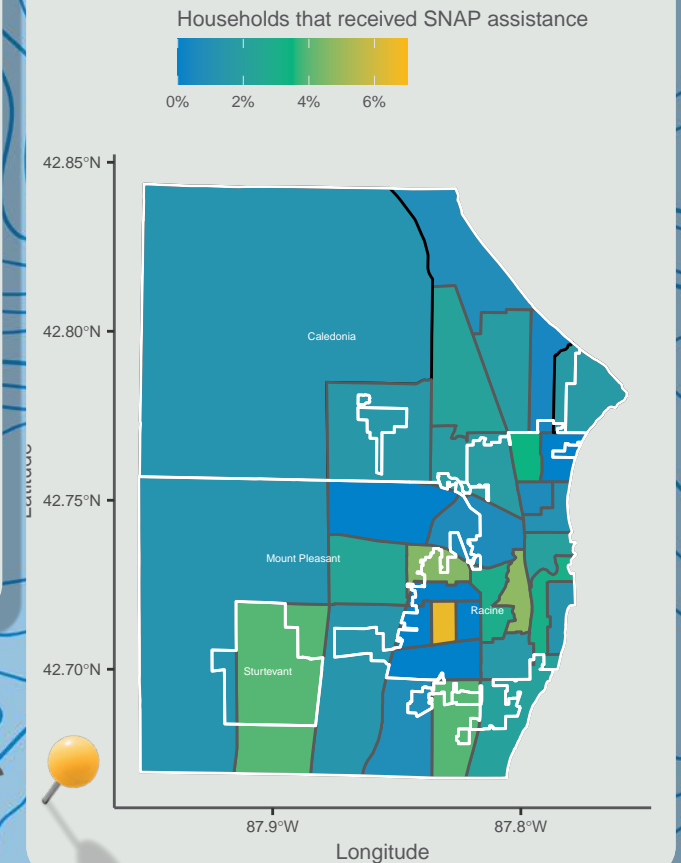 Households that received SNAP assistance
0% 2% 4% 6%
42.85°N
42.80°N
Caledonia
Latitude
42.75°N
Mount Pleasant
Racine
42.70°N
Sturtevant
87.9°W 87.8°W
Longitude